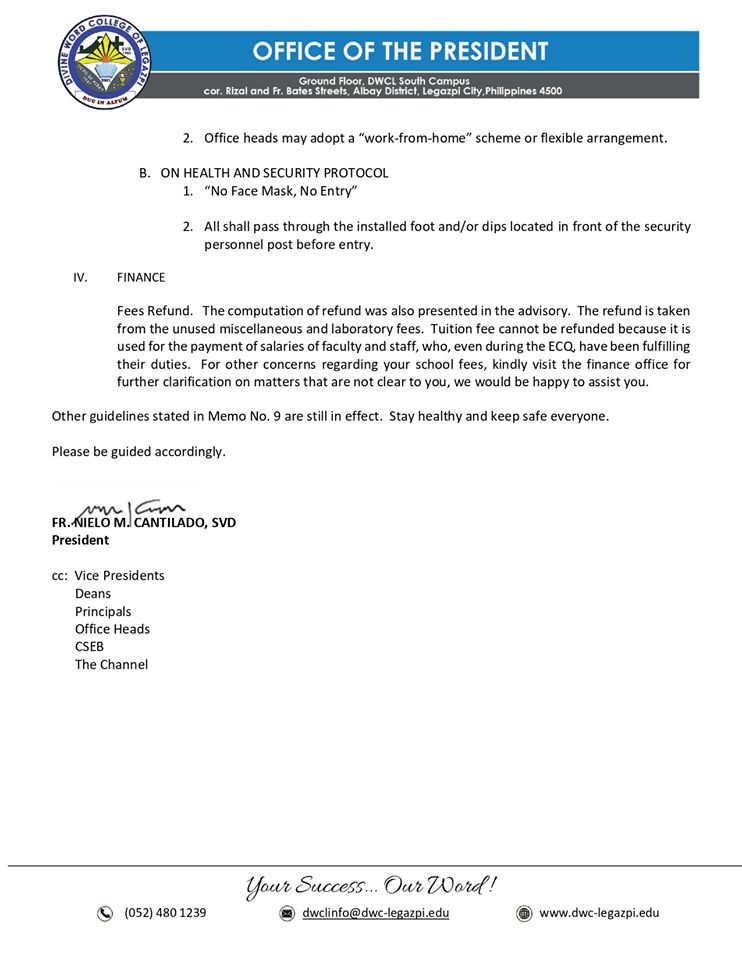 DIVINE WORD COLLEGE OF LEGAZPI
SVD
DWCL
DUC IN ALTUM
OFFICE OF THE PRESIDENT
Ground Floor, DWCL South Campus
cor. Rizal and Fr. Bates Streets, Albay District, Legazpi City,Philippines 4500
2. Office heads may adopt a “work-from-home” scheme or flexible arrangement.
B. ON HEALTH AND SECURITY PROTOCOL
1. “No Face Mask, No Entry”
2. All shall pass through the installed foot and/or dips located in front of the security
personnel post before entry.
IV. FINANCE
Fees Refund. The computation of refund was also presented in the advisory. The refund is taken
from the unused miscellaneous and laboratory fees. Tuition fee cannot be refunded because it is
used for the payment of salaries of faculty and staff, who, even during the ECQ, have been fulfilling
their duties. For other concerns regarding your school fees, kindly visit the finance office for
further clarification on matters that are not clear to you, we would be happy to assist you.
Other guidelines stated in Memo No. 9 are still in effect. Stay healthy and keep safe everyone.
Please be guided accordingly.
FR. NIELO M. CANTILADO, SVD
President
cc: Vice Presidents
Deans
Principals
Office Heads
CSEB
The Channel
Your Success... Our Word!
(052) 480 1239 dwclinfo@dwc-legazpi.edu www.dwc-legazpi.edu